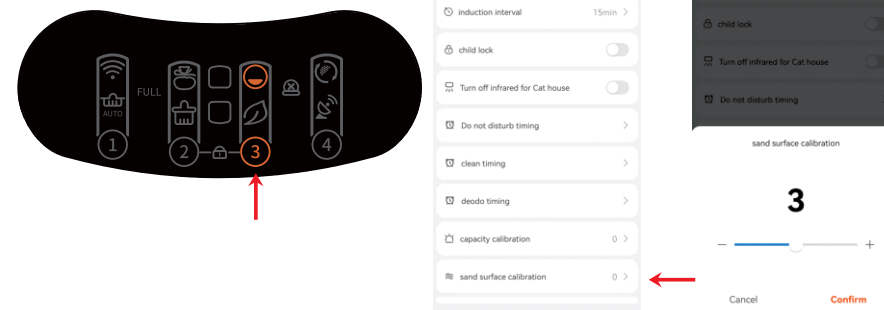 FULL
AUTO
1
2
3
4
induction interval 15min
child lock
Turn off infrared for Cat house
Do not disturb timing
clean timing
deodo timing
capacity calibration 0
sand surface calibration 0
child lock
Turn off infrared for Cat house
Do not disturb timing
sand surface calibration
3
− +
Cancel Confirm